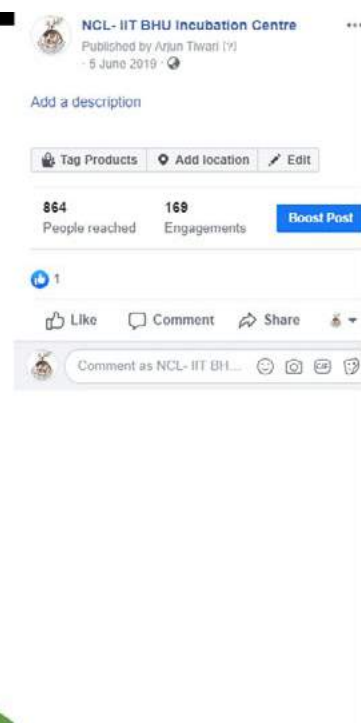 NCL- IIT BHU Incubation Centre
Published by Arjun Tiwari [?]
· 5 June 2019 ·
Add a description
Tag Products
Add location
Edit
864
People reached
169
Engagements
Boost Post
1
Like
Comment
Share
Comment as NCL- IIT BH...
GIF